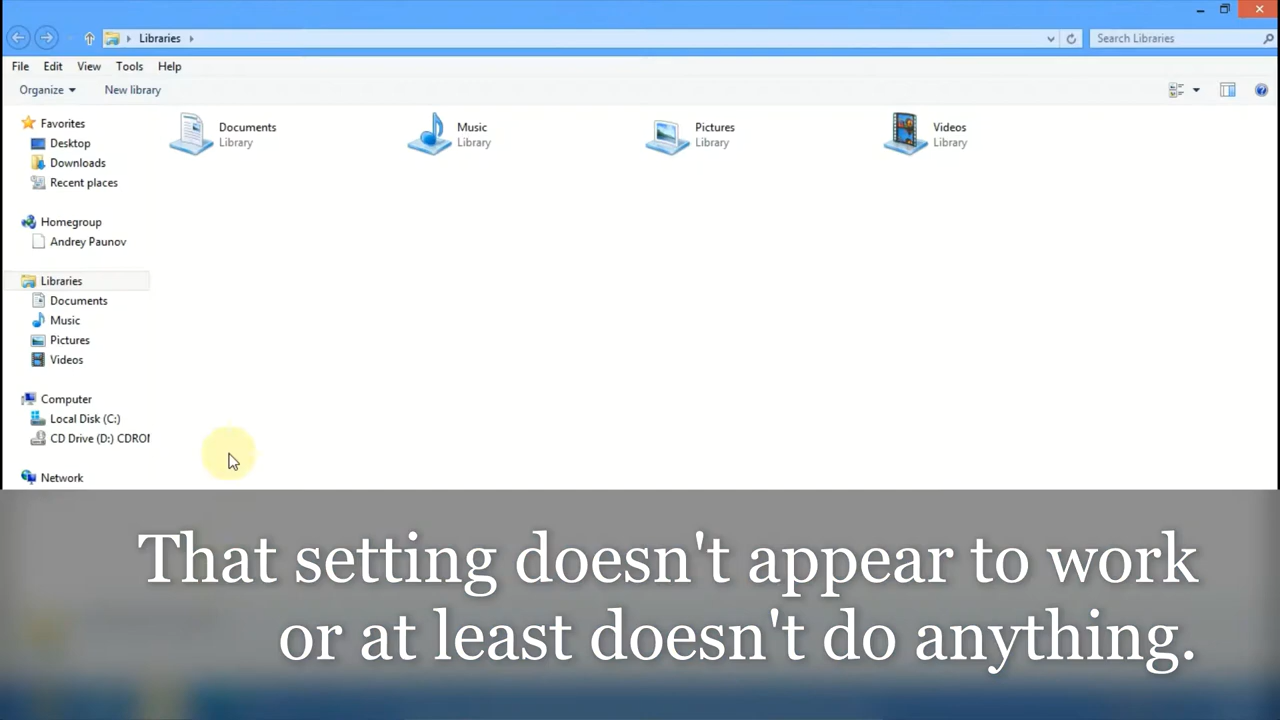 Libraries
Search Libraries
File Edit View Tools Help
Organize New library
Favorites
Desktop
Downloads
Recent places
Homegroup
Andrey Paunov
Libraries
Documents
Music
Pictures
Videos
Computer
Local Disk (C:)
CD Drive (D:) CDROM
Network
Documents
Library
Music
Library
Pictures
Library
Videos
Library
That setting doesn't appear to work
or at least doesn't do anything.